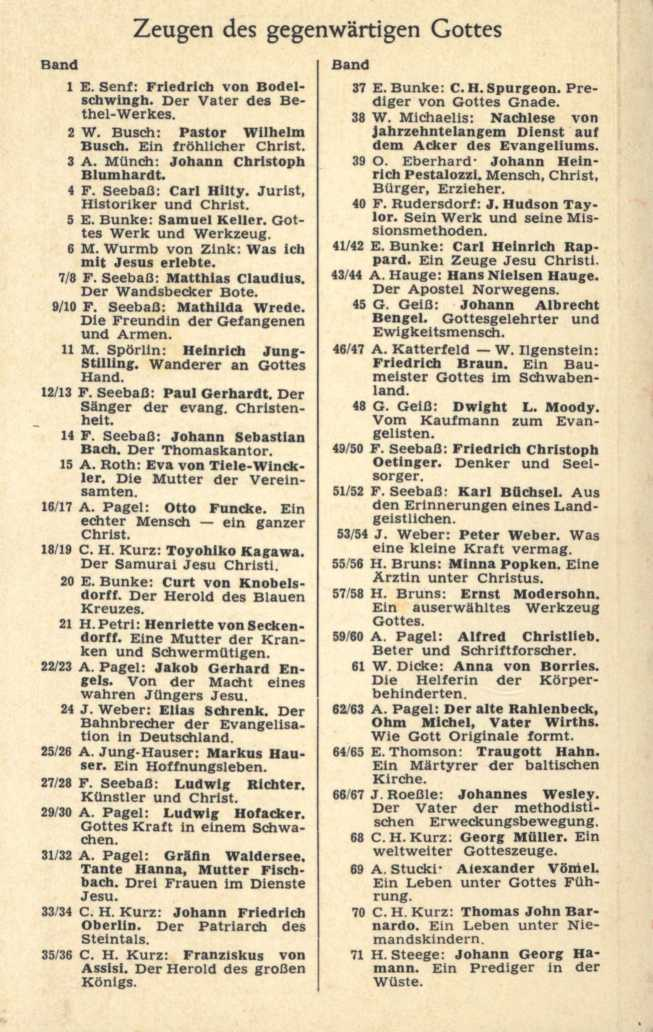 Zeugen des gegenwärtigen Gottes
Band
1 E. Senf: Friedrich von Bodel-
schwingh. Der Vater des Be-
thel-Werkes.
2 W. Busch: Pastor Wilhelm
Busch. Ein fröhlicher Christ.
3 A. Münch: Johann Christoph
Blumhardt.
4 F. Seebaß: Carl Hilty. Jurist,
Historiker und Christ.
5 E. Bunke: Samuel Keller. Got-
tes Werk und Werkzeug.
6 M. Wurmb von Zink: Was ich
mit Jesus erlebte.
7/8 F. Seebaß: Matthias Claudius.
Der Wandsbecker Bote.
9/10 F. Seebaß: Mathilda Wrede.
Die Freundin der Gefangenen
und Armen.
11 M. Spörlin: Heinrich Jung-
Stilling. Wanderer an Gottes
Hand.
12/13 F. Seebaß: Paul Gerhardt. Der
Sänger der evang. Christen-
heit.
14 F. Seebaß: Johann Sebastian
Bach. Der Thomaskantor.
15 A. Roth: Eva von Tiele-Winck-
ler. Die Mutter der Verein-
samten.
16/17 A. Pagel: Otto Funcke. Ein
echter Mensch — ein ganzer
Christ.
18/19 C. H. Kurz: Toyohiko Kagawa.
Der Samurai Jesu Christi.
20 E. Bunke: Curt von Knobels-
dorff. Der Herold des Blauen
Kreuzes.
21 H. Petri: Henriette von Secken-
dorff. Eine Mutter der Kran-
ken und Schwermütigen.
22/23 A. Pagel: Jakob Gerhard En-
gels. Von der Macht eines
wahren Jüngers Jesu.
24 J. Weber: Elias Schrenk. Der
Bahnbrecher der Evangelisa-
tion in Deutschland.
25/26 A. Jung-Hauser: Markus Hau-
ser. Ein Hoffnungsleben.
27/28 F. Seebaß: Ludwig Richter.
Künstler und Christ.
29/30 A. Pagel: Ludwig Hofacker.
Gottes Kraft in einem Schwa-
chen.
31/32 A. Pagel: Gräfin Waldersee,
Tante Hanna, Mutter Fisch-
bach. Drei Frauen im Dienste
Jesu.
33/34 C. H. Kurz: Johann Friedrich
Oberlin. Der Patriarch des
Steintals.
35/36 C. H. Kurz: Franziskus von
Assisi. Der Herold des großen
Königs.
Band
37 E. Bunke: C. H. Spurgeon. Pre-
diger von Gottes Gnade.
38 W. Michaelis: Nachlese von
jahrzehntelangem Dienst auf
dem Acker des Evangeliums.
39 O. Eberhard: Johann Hein-
rich Pestalozzi. Mensch, Christ,
Bürger, Erzieher.
40 F. Rudersdorf: J. Hudson Tay-
lor. Sein Werk und seine Mis-
sionsmethoden.
41/42 E. Bunke: Carl Heinrich Rap-
pard. Ein Zeuge Jesu Christi.
43/44 A. Hauge: Hans Nielsen Hauge.
Der Apostel Norwegens.
45 G. Geiß: Johann Albrecht
Bengel. Gottesgelehrter und
Ewigkeitsmensch.
46/47 A. Katterfeld — W. Ilgenstein:
Friedrich Braun. Ein Bau-
meister Gottes im Schwaben-
land.
48 G. Geiß: Dwight L. Moody.
Vom Kaufmann zum Evan-
gelisten.
49/50 F. Seebaß: Friedrich Christoph
Oetinger. Denker und Seel-
sorger.
51/52 F. Seebaß: Karl Büchsel. Aus
den Erinnerungen eines Land-
geistlichen.
53/54 J. Weber: Peter Weber. Was
eine kleine Kraft vermag.
55/56 H. Bruns: Minna Popken. Eine
Ärztin unter Christus.
57/58 H. Bruns: Ernst Modersohn.
Ein auserwähltes Werkzeug
Gottes.
59/60 A. Pagel: Alfred Christlieb.
Beter und Schriftforscher.
61 W. Dicke: Anna von Borries.
Die Helferin der Körper-
behinderten.
62/63 A. Pagel: Der alte Rahlenbeck,
Ohm Michel, Vater Wirths.
Wie Gott Originale formt.
64/65 E. Thomson: Traugott Hahn.
Ein Märtyrer der baltischen
Kirche.
66/67 J. Roeßle: Johannes Wesley.
Der Vater der methodisti-
schen Erweckungsbewegung.
68 C. H. Kurz: Georg Müller. Ein
weltweiter Gotteszeuge.
69 A. Stucki: Alexander Vömel.
Ein Leben unter Gottes Füh-
rung.
70 C. H. Kurz: Thomas John Bar-
nardo. Ein Leben unter Nie-
mandskindern.
71 H. Steege: Johann Georg Ha-
mann. Ein Prediger in der
Wüste.